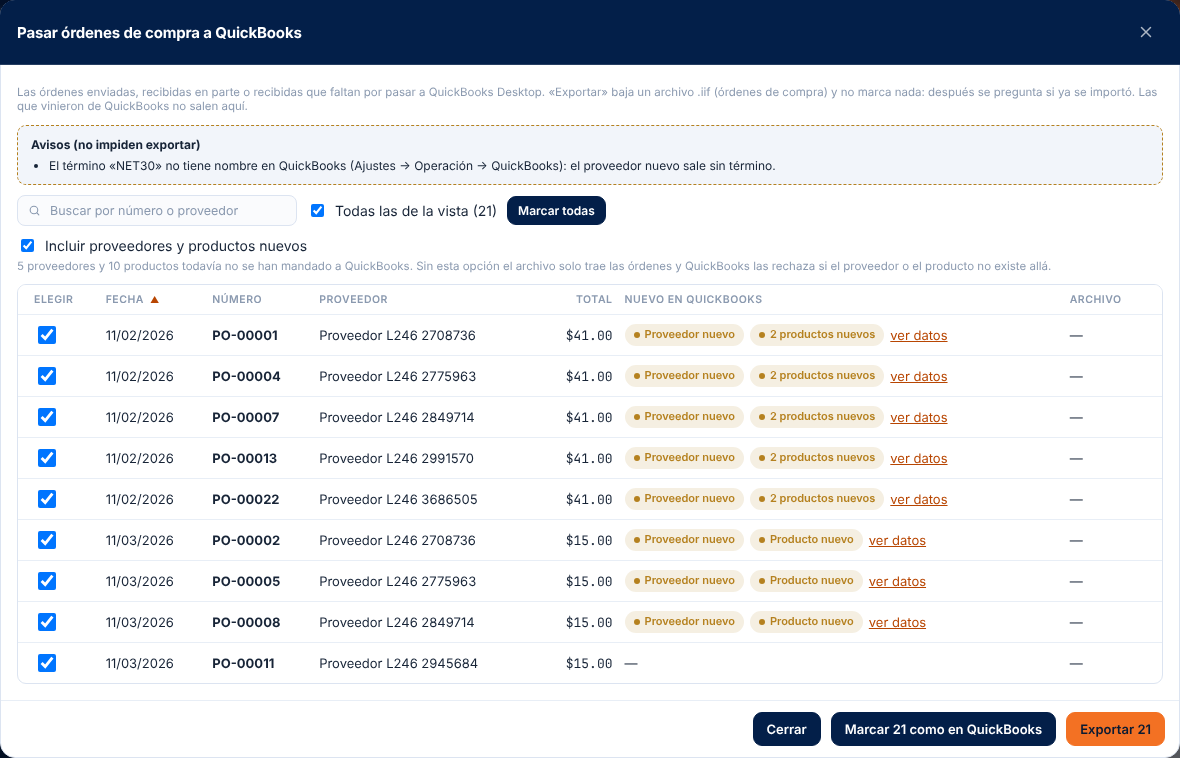 Pasar órdenes de compra a QuickBooks
Las órdenes enviadas, recibidas en parte o recibidas que faltan por pasar a QuickBooks Desktop. «Exportar» baja un archivo .iif (órdenes de compra) y no marca nada: después se pregunta si ya se importó. Las
que vinieron de QuickBooks no salen aquí.
Avisos (no impiden exportar)
• El término «NET30» no tiene nombre en QuickBooks (Ajustes → Operación → QuickBooks): el proveedor nuevo sale sin término.
Buscar por número o proveedor Todas las de la vista (21) Marcar todas
Incluir proveedores y productos nuevos
5 proveedores y 10 productos todavía no se han mandado a QuickBooks. Sin esta opción el archivo solo trae las órdenes y QuickBooks las rechaza si el proveedor o el producto no existe allá.
ELEGIR FECHA ▲ NÚMERO PROVEEDOR TOTAL NUEVO EN QUICKBOOKS ARCHIVO
11/02/2026 PO-00001 Proveedor L246 2708736 $41.00 Proveedor nuevo 2 productos nuevos ver datos —
11/02/2026 PO-00004 Proveedor L246 2775963 $41.00 Proveedor nuevo 2 productos nuevos ver datos —
11/02/2026 PO-00007 Proveedor L246 2849714 $41.00 Proveedor nuevo 2 productos nuevos ver datos —
11/02/2026 PO-00013 Proveedor L246 2991570 $41.00 Proveedor nuevo 2 productos nuevos ver datos —
11/02/2026 PO-00022 Proveedor L246 3686505 $41.00 Proveedor nuevo 2 productos nuevos ver datos —
11/03/2026 PO-00002 Proveedor L246 2708736 $15.00 Proveedor nuevo Producto nuevo ver datos —
11/03/2026 PO-00005 Proveedor L246 2775963 $15.00 Proveedor nuevo Producto nuevo ver datos —
11/03/2026 PO-00008 Proveedor L246 2849714 $15.00 Proveedor nuevo Producto nuevo ver datos —
11/03/2026 PO-00011 Proveedor L246 2945684 $15.00 — —
Cerrar Marcar 21 como en QuickBooks Exportar 21